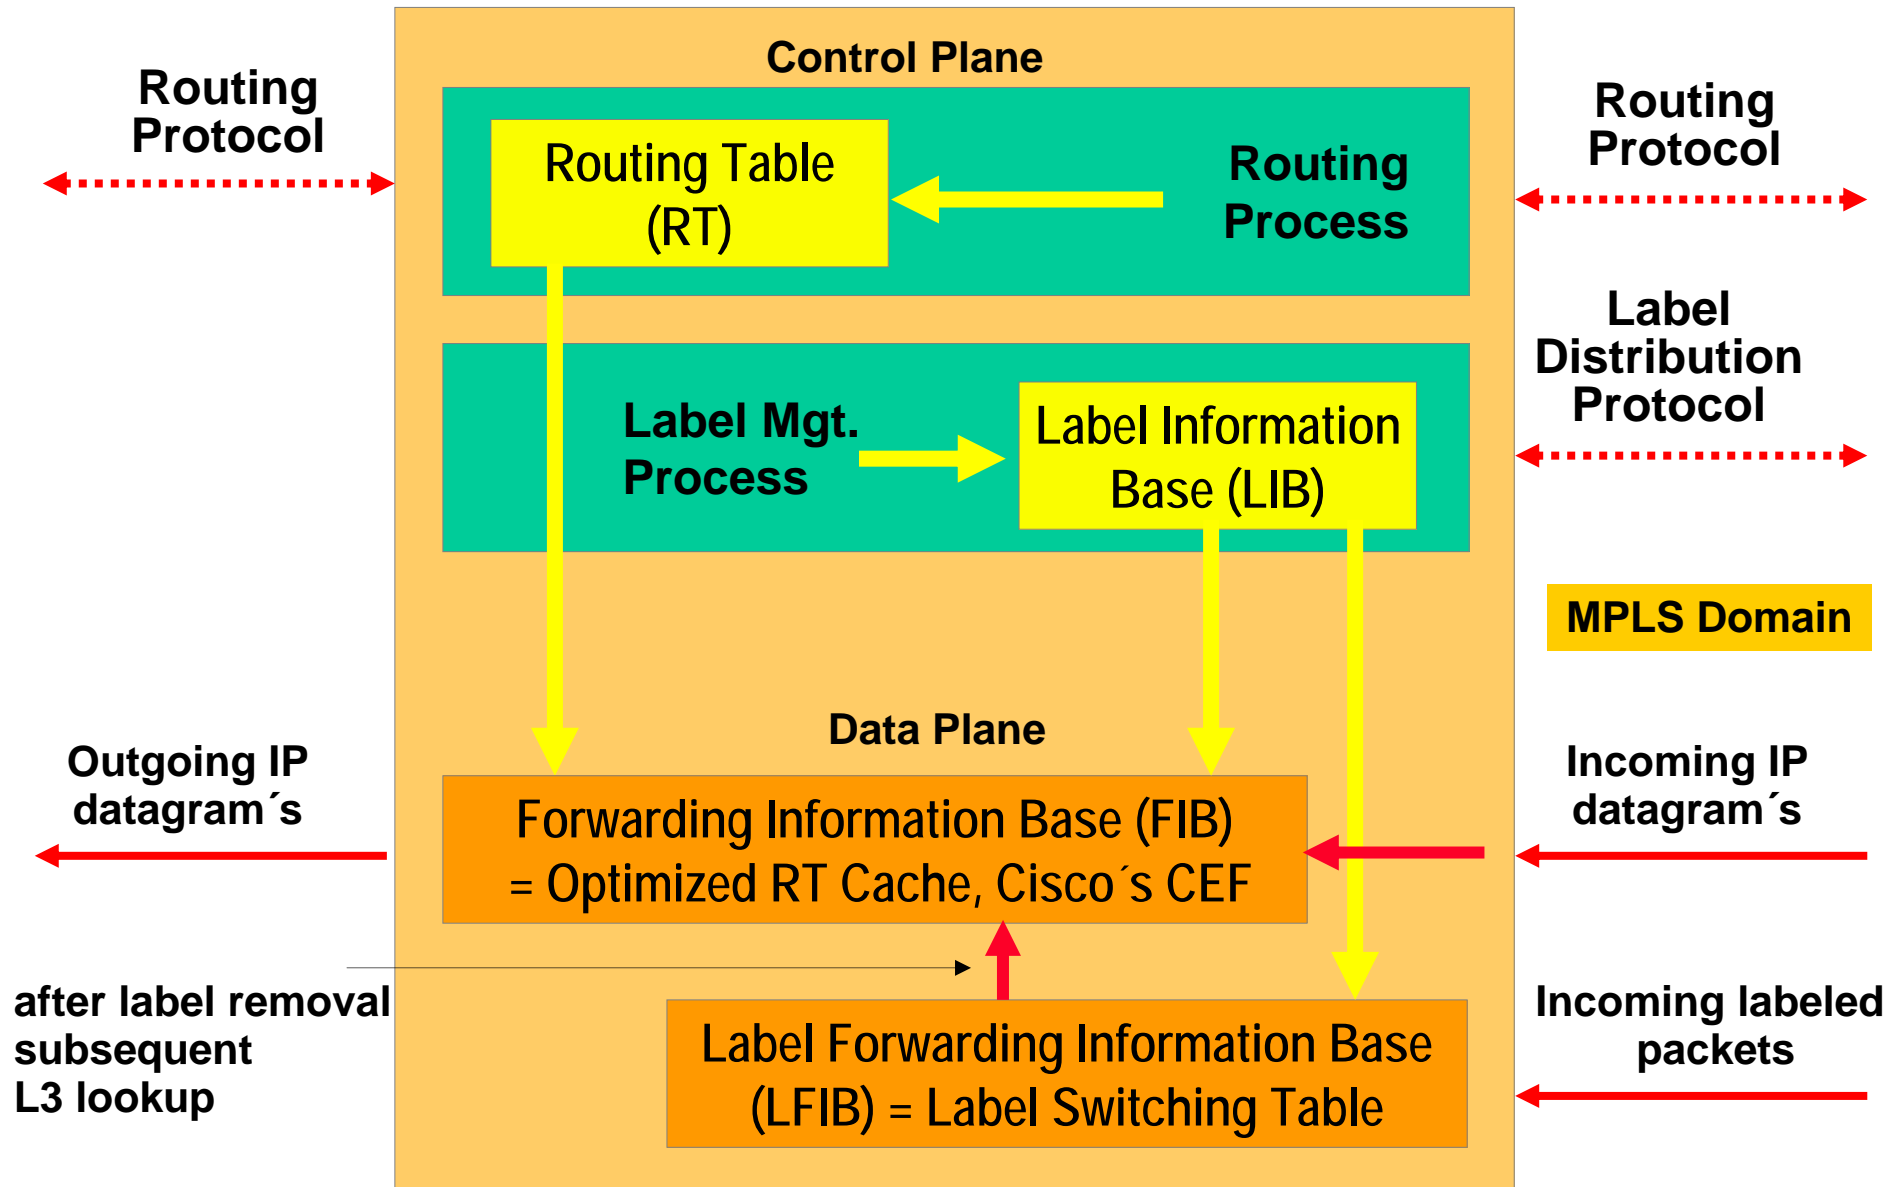 Control Plane
Routing
Protocol
Routing Table
(RT)
Routing
Process
Routing
Protocol
Label Mgt.
Process
Label Information
Base (LIB)
Label
Distribution
Protocol
MPLS Domain
Data Plane
Outgoing IP
datagram´s
Forwarding Information Base (FIB)
= Optimized RT Cache, Cisco´s CEF
Incoming IP
datagram´s
after label removal
subsequent
L3 lookup
Label Forwarding Information Base
(LFIB) = Label Switching Table
Incoming labeled
packets